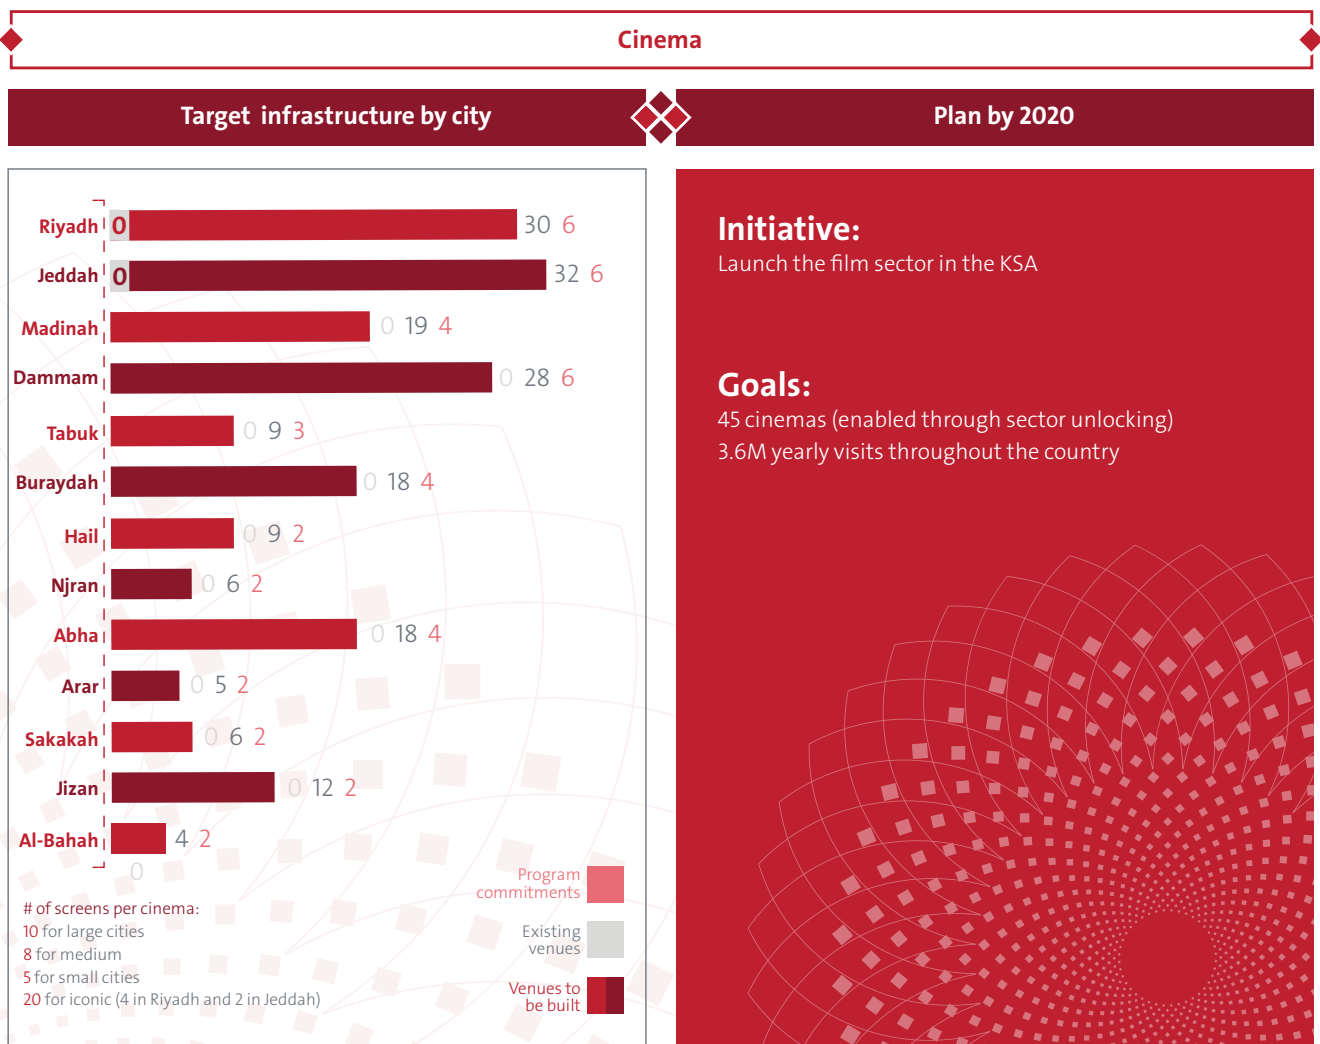 Cinema
Target infrastructure by city
Plan by 2020
Riyadh 0 30 6
Jeddah 0 32 6
Madinah 0 19 4
Dammam 0 28 6
Tabuk 0 9 3
Buraydah 0 18 4
Hail 0 9 2
Njran 0 6 2
Abha 0 18 4
Arar 0 5 2
Sakakah 0 6 2
Jizan 0 12 2
Al-Bahah 4 2
0
# of screens per cinema:
10 for large cities
8 for medium
5 for small cities
20 for iconic (4 in Riyadh and 2 in Jeddah)
Program
commitments
Existing
venues
Venues to
be built
Initiative:
Launch the film sector in the KSA
Goals:
45 cinemas (enabled through sector unlocking)
3.6M yearly visits throughout the country